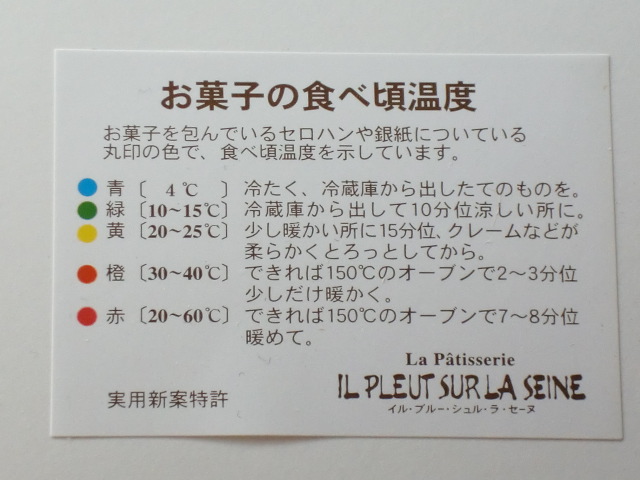 お菓子の食べ頃温度
お菓子を包んでいるセロハンや銀紙についている
丸印の色で、食べ頃温度を示しています。
青〔 4℃ 〕冷たく、冷蔵庫から出したてのものを。
緑〔10~15℃〕冷蔵庫から出して10分位涼しい所に。
黄〔20~25℃〕少し暖かい所に15分位、クレームなどが
柔らかくとろっとしてから。
橙〔30~40℃〕できれば150℃のオーブンで2~3分位
少しだけ暖かく。
赤〔20~60℃〕できれば150℃のオーブンで7~8分位
暖めて。
La Pâtisserie
IL PLEUT SUR LA SEINE
イル・プルー・シュル・ラ・セーヌ
実用新案特許